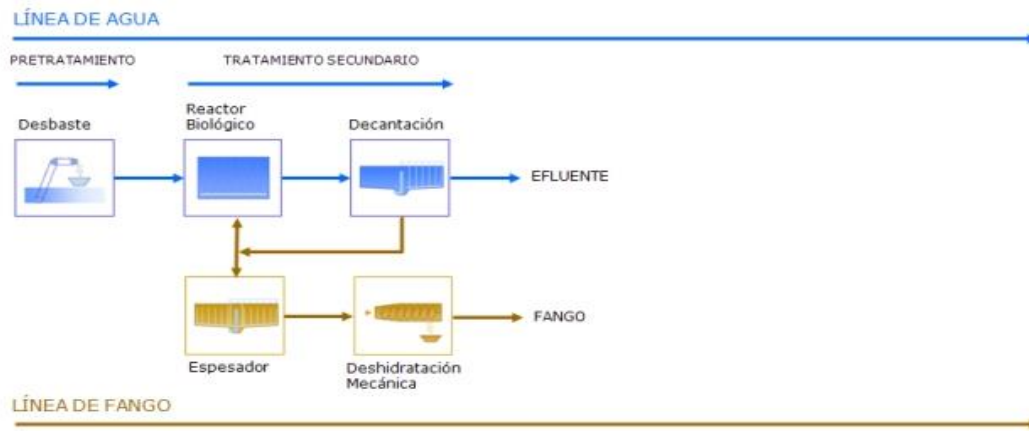 LÍNEA DE AGUA
PRETRATAMIENTO
TRATAMIENTO SECUNDARIO
Desbaste
Reactor
Biológico
Decantación
EFLUENTE
FANGO
Espesador
Deshidratación
Mecánica
LÍNEA DE FANGO